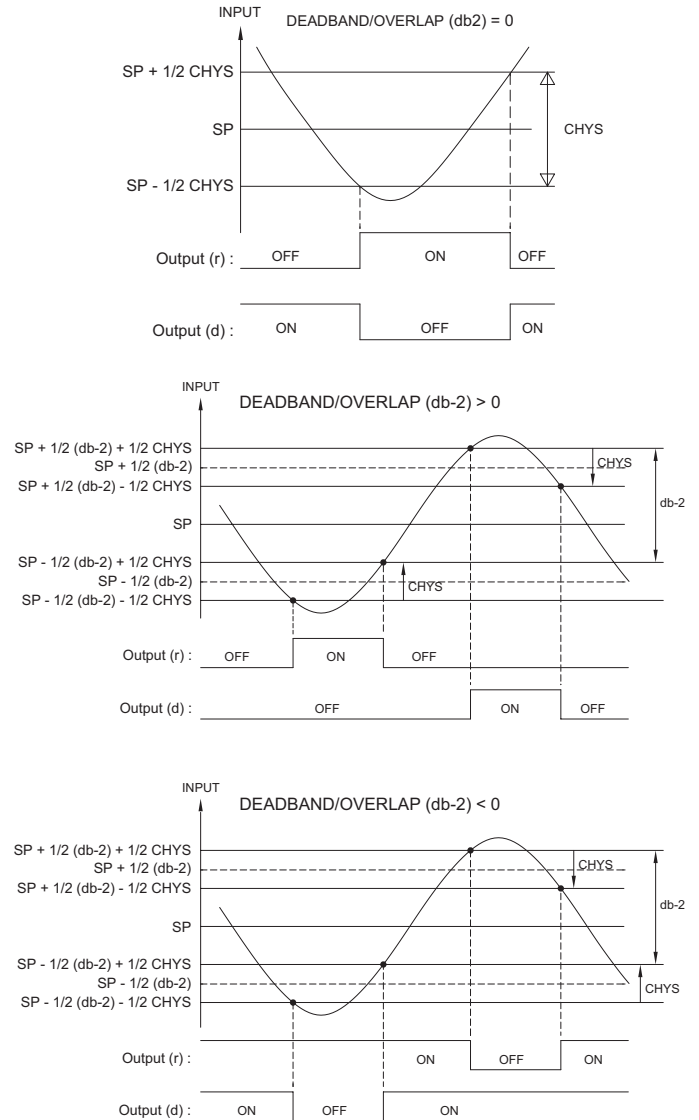 INPUT
DEADBAND/OVERLAP (db2) = 0
SP + 1/2 CHYS
SP
CHYS
SP - 1/2 CHYS
Output (r) :
OFF
ON
OFF
Output (d) :
ON
OFF
ON
INPUT
DEADBAND/OVERLAP (db-2) > 0
SP + 1/2 (db-2) + 1/2 CHYS
SP + 1/2 (db-2)
CHYS
SP + 1/2 (db-2) - 1/2 CHYS
db-2
SP
SP - 1/2 (db-2) + 1/2 CHYS
SP - 1/2 (db-2)
CHYS
SP - 1/2 (db-2) - 1/2 CHYS
Output (r) :
OFF
ON
OFF
Output (d) :
OFF
ON
OFF
INPUT
DEADBAND/OVERLAP (db-2) < 0
SP + 1/2 (db-2) + 1/2 CHYS
SP + 1/2 (db-2)
CHYS
SP + 1/2 (db-2) - 1/2 CHYS
db-2
SP
SP - 1/2 (db-2) + 1/2 CHYS
SP - 1/2 (db-2)
CHYS
SP - 1/2 (db-2) - 1/2 CHYS
Output (r) :
ON
OFF
ON
Output (d) :
ON
OFF
ON